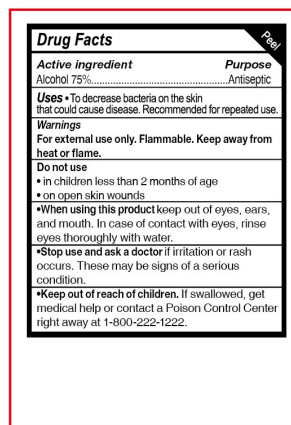 Peel
Drug Facts
Active ingredient Purpose
Alcohol 75%................................................Antiseptic
Uses • To decrease bacteria on the skin
that could cause disease. Recommended for repeated use.
Warnings
For external use only. Flammable. Keep away from
heat or flame.
Do not use
• in children less than 2 months of age
• on open skin wounds
•When using this product keep out of eyes, ears,
and mouth. In case of contact with eyes, rinse
eyes thoroughly with water.
•Stop use and ask a doctor if irritation or rash
occurs. These may be signs of a serious
condition.
•Keep out of reach of children. If swallowed, get
medical help or contact a Poison Control Center
right away at 1-800-222-1222.